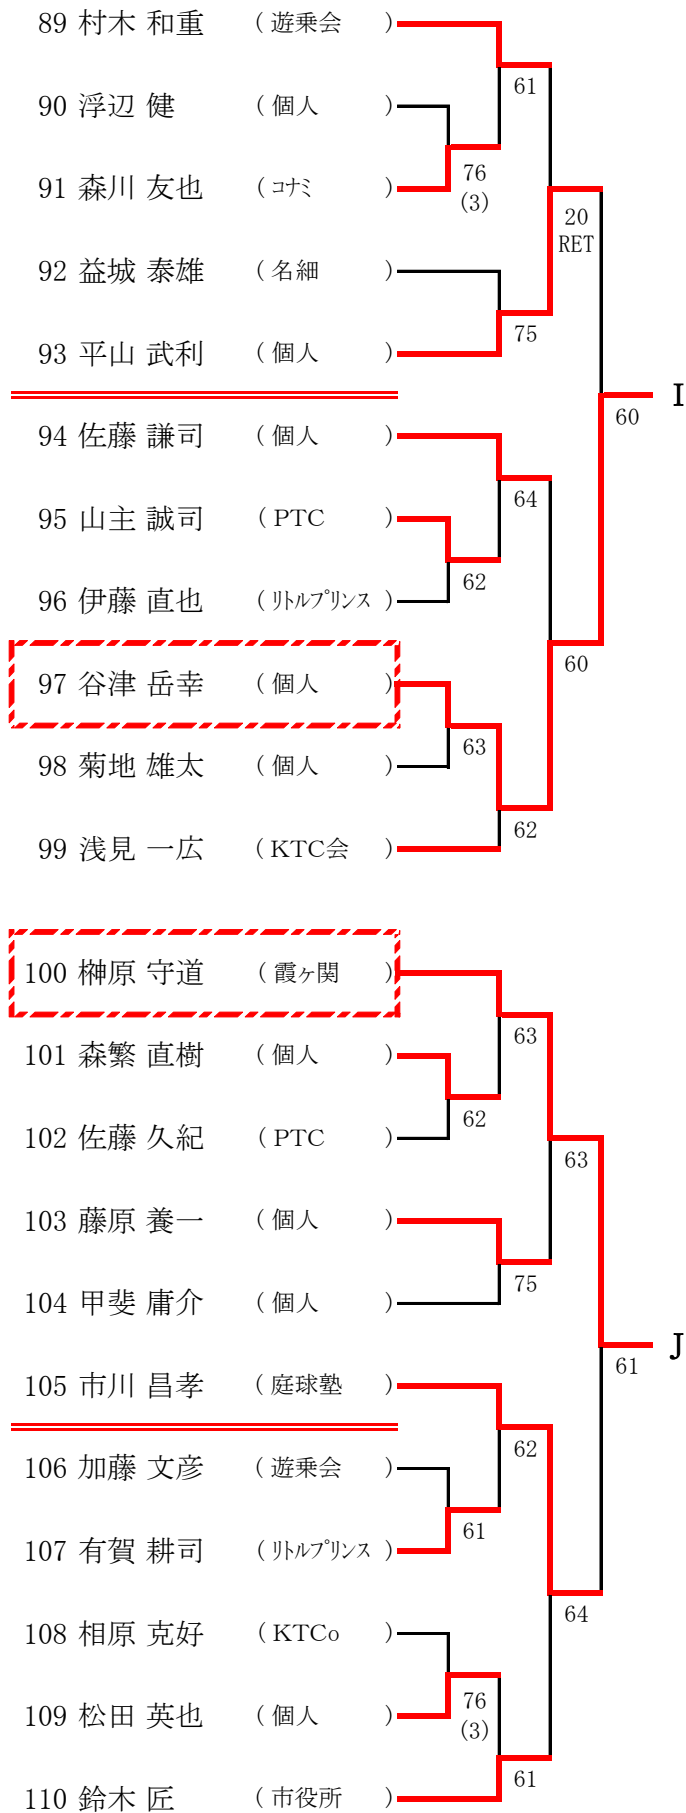 89 村木 和重 ( 遊乗会 )
61
90 浮辺 健 ( 個人 )
76
(3)
91 森川 友也 ( コナミ )
20
RET
92 益城 泰雄 ( 名細 )
75
93 平山 武利 ( 個人 )
I
60
94 佐藤 謙司 ( 個人 )
64
95 山主 誠司 ( PTC )
62
96 伊藤 直也 ( リトルプリンス )
60
97 谷津 岳幸 ( 個人 )
63
98 菊地 雄太 ( 個人 )
62
99 浅見 一広 ( KTC会 )
100 榊原 守道 ( 霞ヶ関 )
63
101 森繁 直樹 ( 個人 )
62
102 佐藤 久紀 ( PTC )
63
103 藤原 養一 ( 個人 )
75
104 甲斐 庸介 ( 個人 )
J
61
105 市川 昌孝 ( 庭球塾 )
62
106 加藤 文彦 ( 遊乗会 )
61
107 有賀 耕司 ( リトルプリンス )
64
108 相原 克好 ( KTCo )
76
(3)
109 松田 英也 ( 個人 )
61
110 鈴木 匠 ( 市役所 )